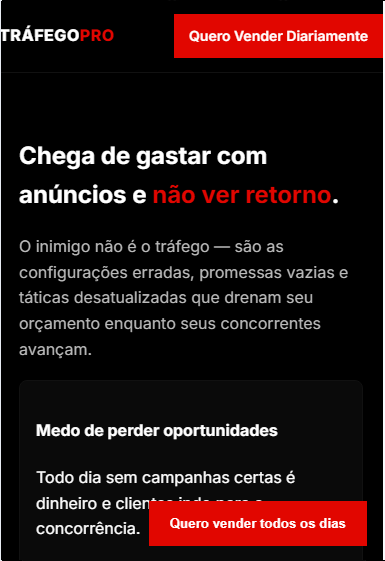 TRÁFEGOPRO
Quero Vender Diariamente
Chega de gastar com
anúncios e não ver retorno.
O inimigo não é o tráfego — são as
configurações erradas, promessas vazias e
táticas desatualizadas que drenam seu
orçamento enquanto seus concorrentes
avançam.
Medo de perder oportunidades
Todo dia sem campanhas certas é
dinheiro e
concorrência.
Quero vender todos os dias